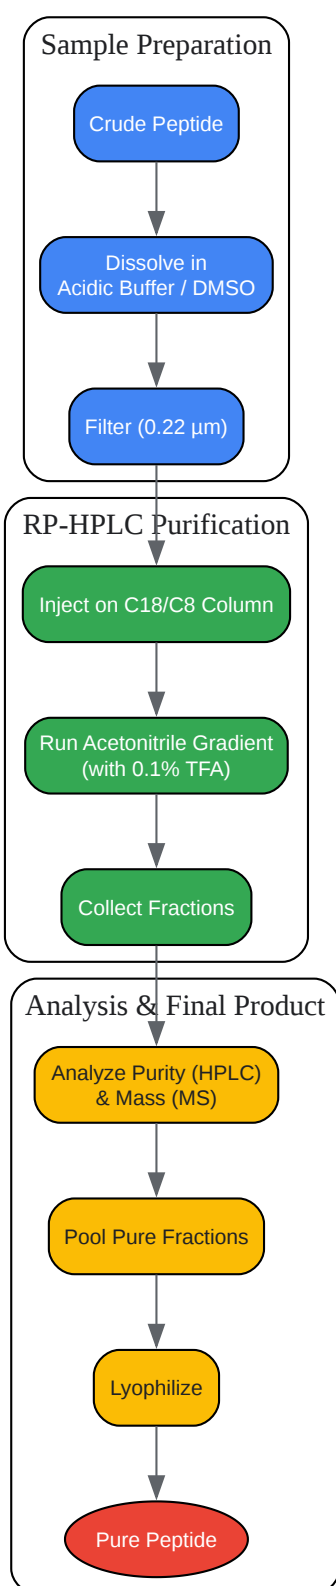 Sample Preparation
Crude Peptide
Dissolve in
Acidic Buffer / DMSO
Filter (0.22 µm)
RP-HPLC Purification
Inject on C18/C8 Column
Run Acetonitrile Gradient
(with 0.1% TFA)
Collect Fractions
Analysis & Final Product
Analyze Purity (HPLC)
& Mass (MS)
Pool Pure Fractions
Lyophilize
Pure Peptide